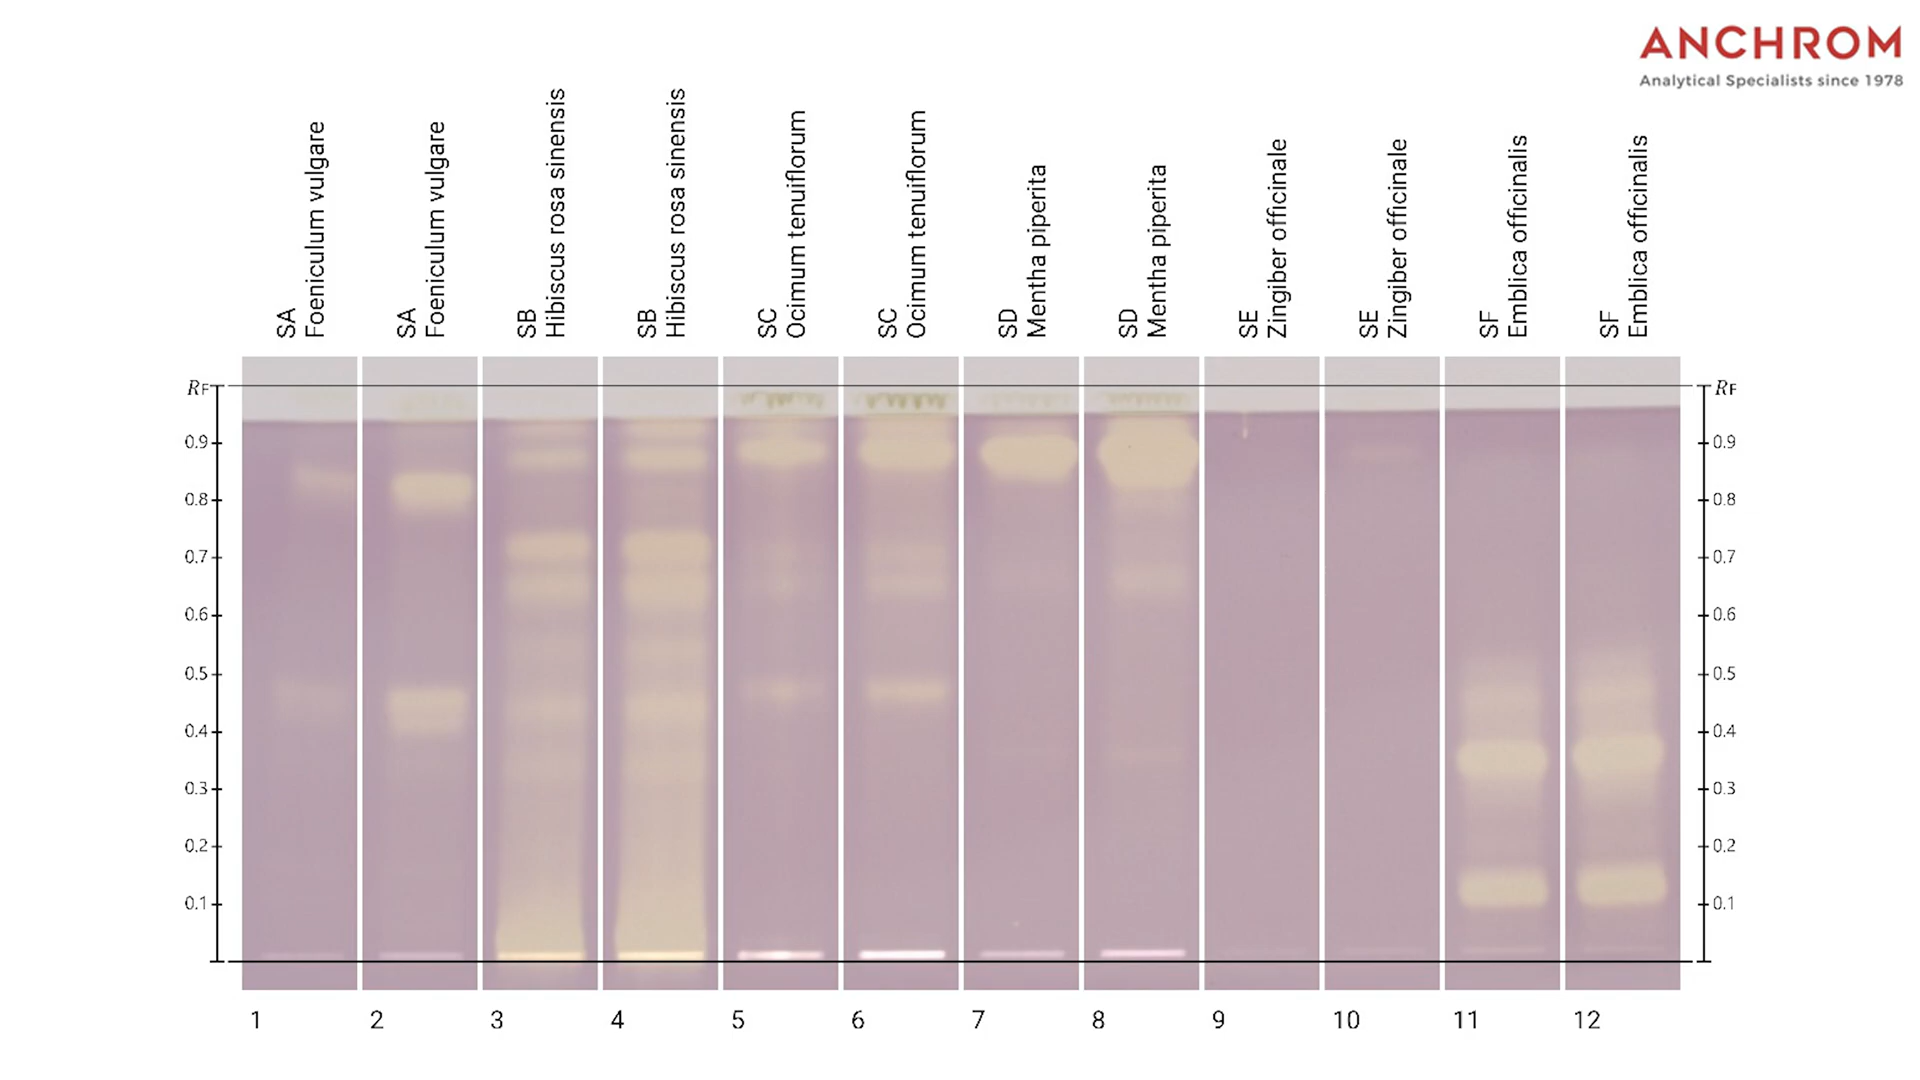 ANCHROM
Analytical Specialists since 1978
SA
Foeniculum vulgare
SA
Foeniculum vulgare
SB
Hibiscus rosa sinensis
SB
Hibiscus rosa sinensis
SC
Ocimum tenuiflorum
SC
Ocimum tenuiflorum
SD
Mentha piperita
SD
Mentha piperita
SE
Zingiber officinale
SE
Zingiber officinale
SF
Emblica officinalis
SF
Emblica officinalis
RF RF
0.9 0.9
0.8 0.8
0.7 0.7
0.6 0.6
0.5 0.5
0.4 0.4
0.3 0.3
0.2 0.2
0.1 0.1
1 2 3 4 5 6 7 8 9 10 11 12